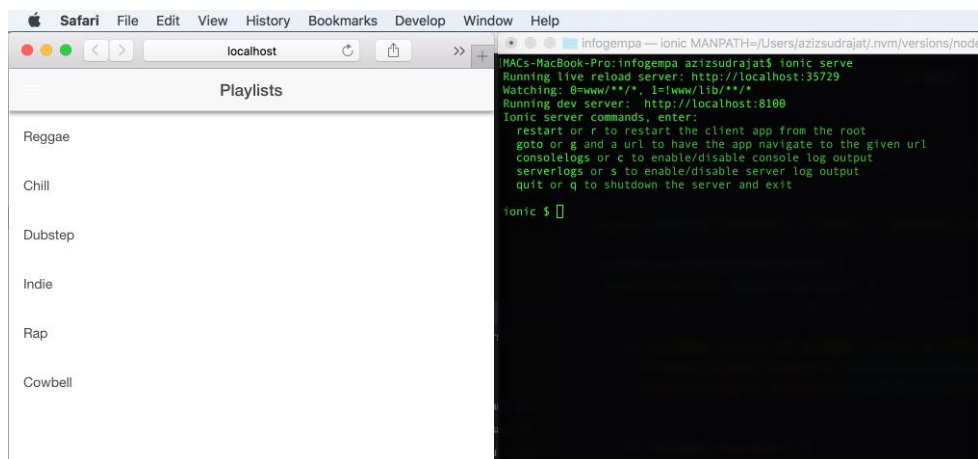 Safari File Edit View History Bookmarks Develop Window Help
localhost
Playlists
Reggae
Chill
Dubstep
Indie
Rap
Cowbell
infogempa — ionic MANPATH=/Users/azizsudrajat/.nvm/versions/node
MACs-MacBook-Pro:infogempa azizsudrajat$ ionic serve
Running live reload server: http://localhost:35729
Watching: 0=www/**/*, 1=!www/lib/**/*
Running dev server:  http://localhost:8100
Ionic server commands, enter:
  restart or r to restart the client app from the root
  goto or g and a url to have the app navigate to the given url
  consolelogs or c to enable/disable console log output
  serverlogs or s to enable/disable server log output
  quit or q to shutdown the server and exit
ionic $